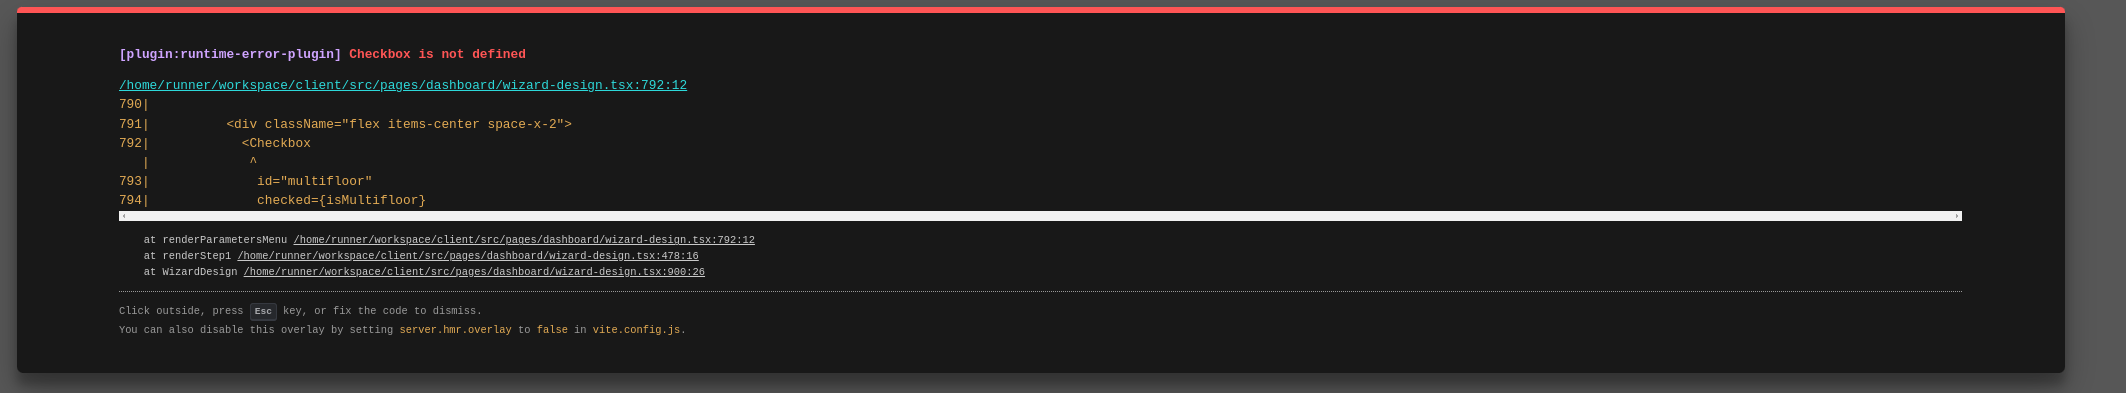 [plugin:runtime-error-plugin] Checkbox is not defined
/home/runner/workspace/client/src/pages/dashboard/wizard-design.tsx:792:12
790|
791|          <div className="flex items-center space-x-2">
792|            <Checkbox
   |             ^
793|              id="multifloor"
794|              checked={isMultifloor}
at renderParametersMenu /home/runner/workspace/client/src/pages/dashboard/wizard-design.tsx:792:12
at renderStep1 /home/runner/workspace/client/src/pages/dashboard/wizard-design.tsx:478:16
at WizardDesign /home/runner/workspace/client/src/pages/dashboard/wizard-design.tsx:900:26
Click outside, press Esc key, or fix the code to dismiss.
You can also disable this overlay by setting server.hmr.overlay to false in vite.config.js.